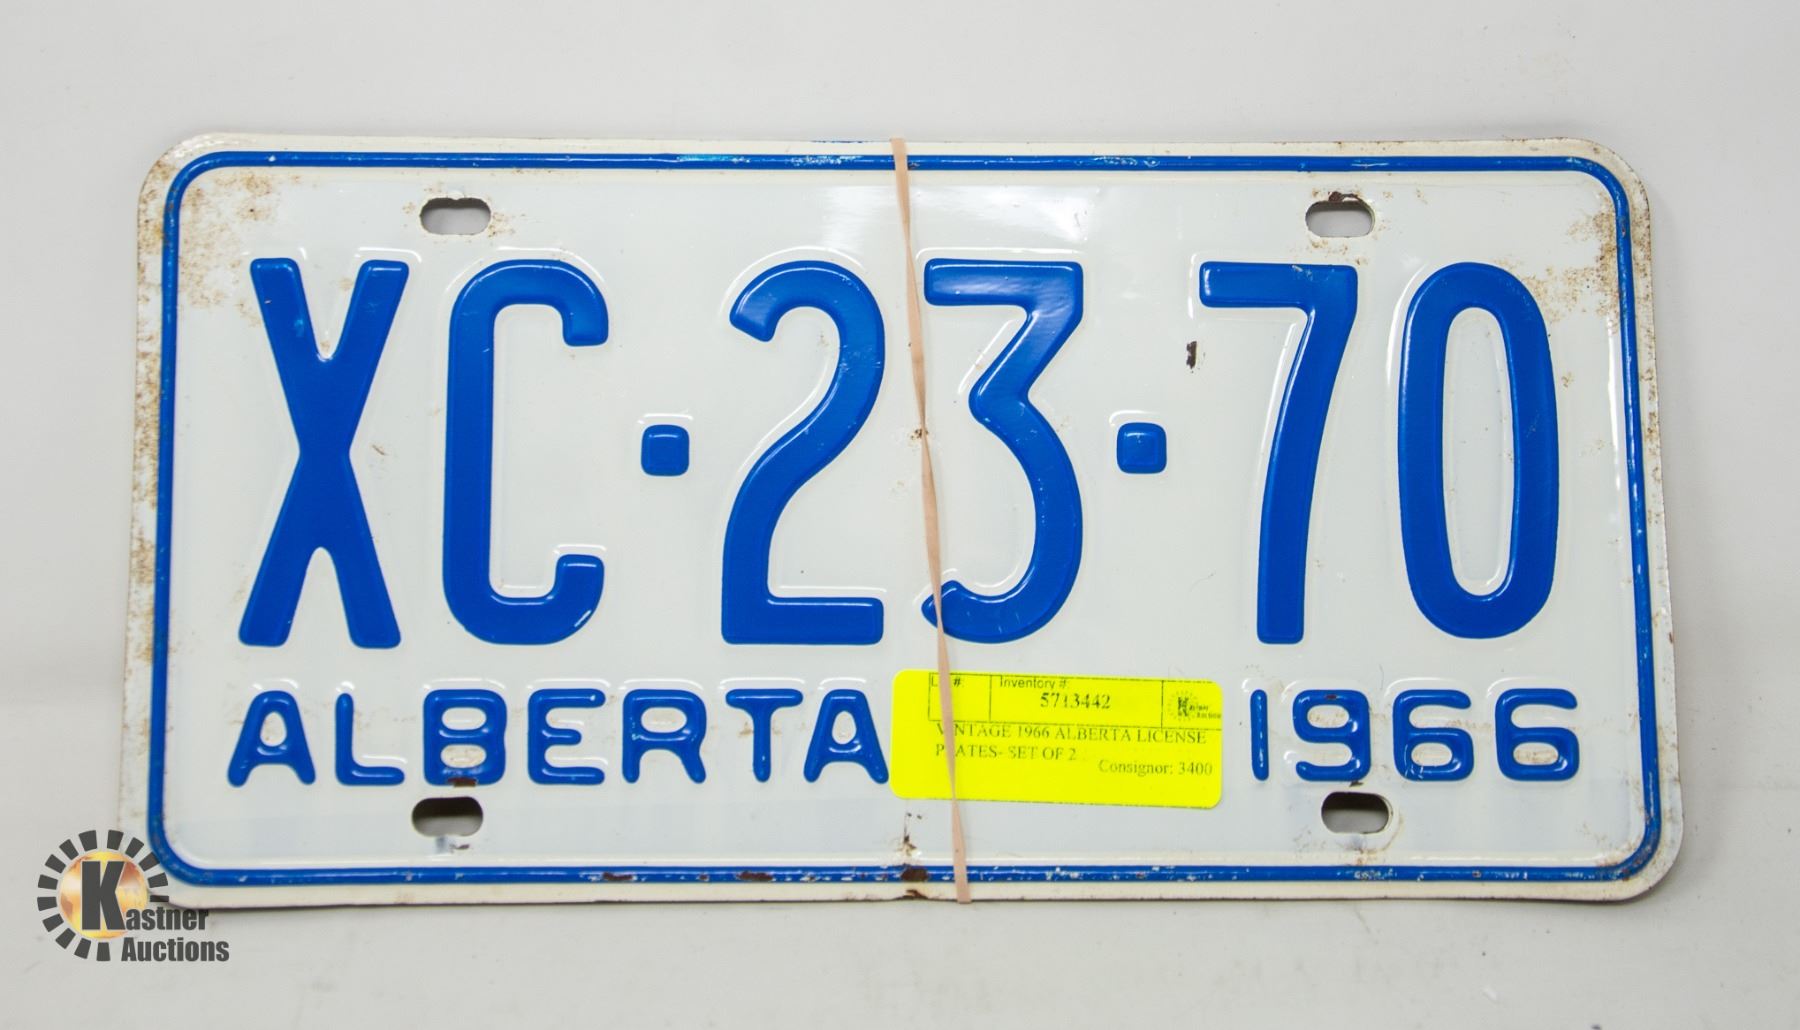 XC·23·70
ALBERTA 1966
Inventory #:
5713442
VINTAGE 1966 ALBERTA LICENSE
PLATES- SET OF 2
Consignor: 3400
Kastner
Auctions